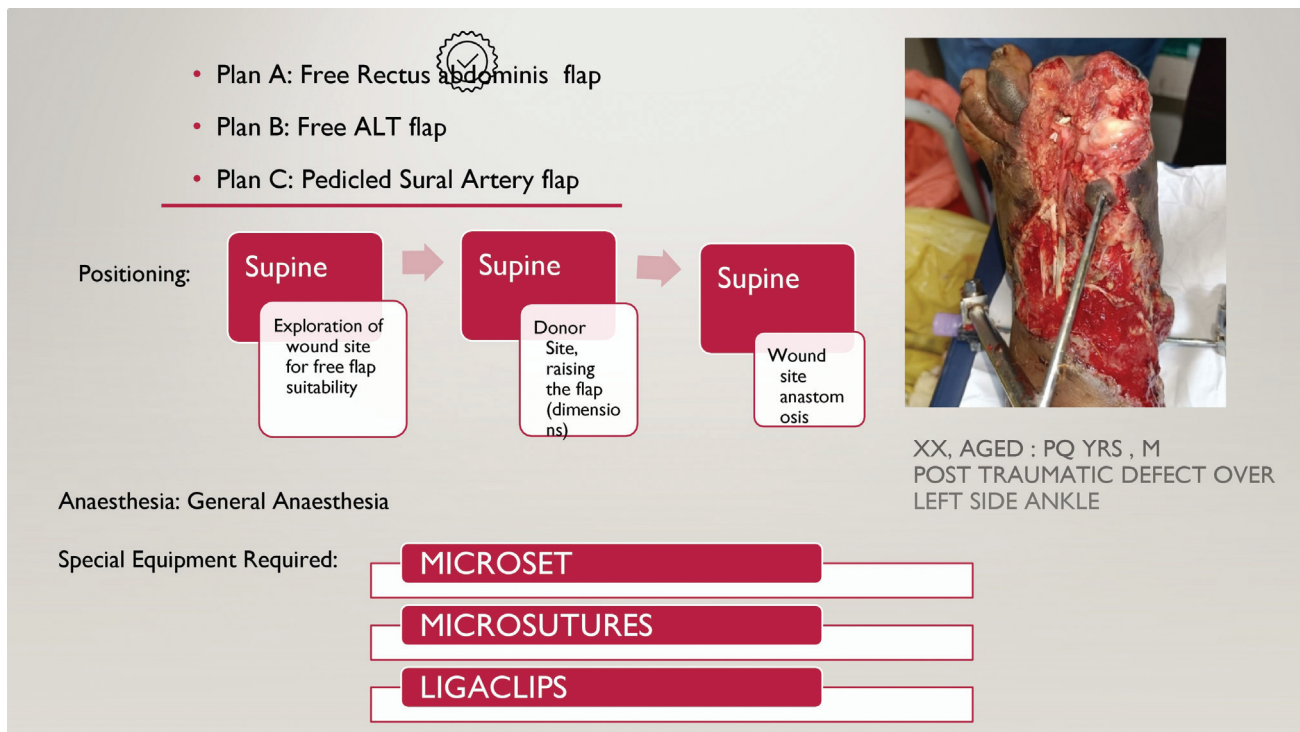 Plan A: Free Rectus abdominis flap
Plan B: Free ALT flap
Plan C: Pedicled Sural Artery flap
Positioning:
Supine
Exploration of
wound site
for free flap
suitability
Supine
Donor
Site,
raising
the flap
(dimensio
ns)
Supine
Wound
site
anastom
osis
XX, AGED : PQ YRS , M
POST TRAUMATIC DEFECT OVER
LEFT SIDE ANKLE
Anaesthesia: General Anaesthesia
Special Equipment Required:
MICROSET
MICROSUTURES
LIGACLIPS